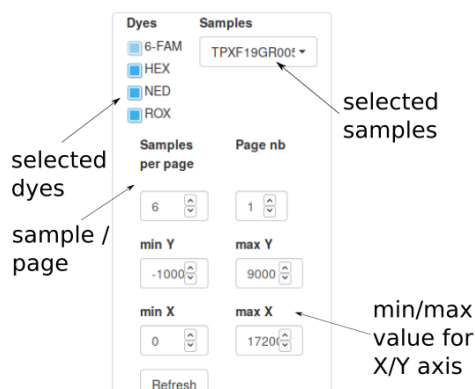 Dyes Samples
6-FAM TPXF19GR005
HEX
NED
ROX
selected
samples
selected
dyes
Samples
per page
Page nb
6 1
sample /
page
min Y max Y
-1000 9000
min X max X
0 1720
min/max
value for
X/Y axis
Refresh